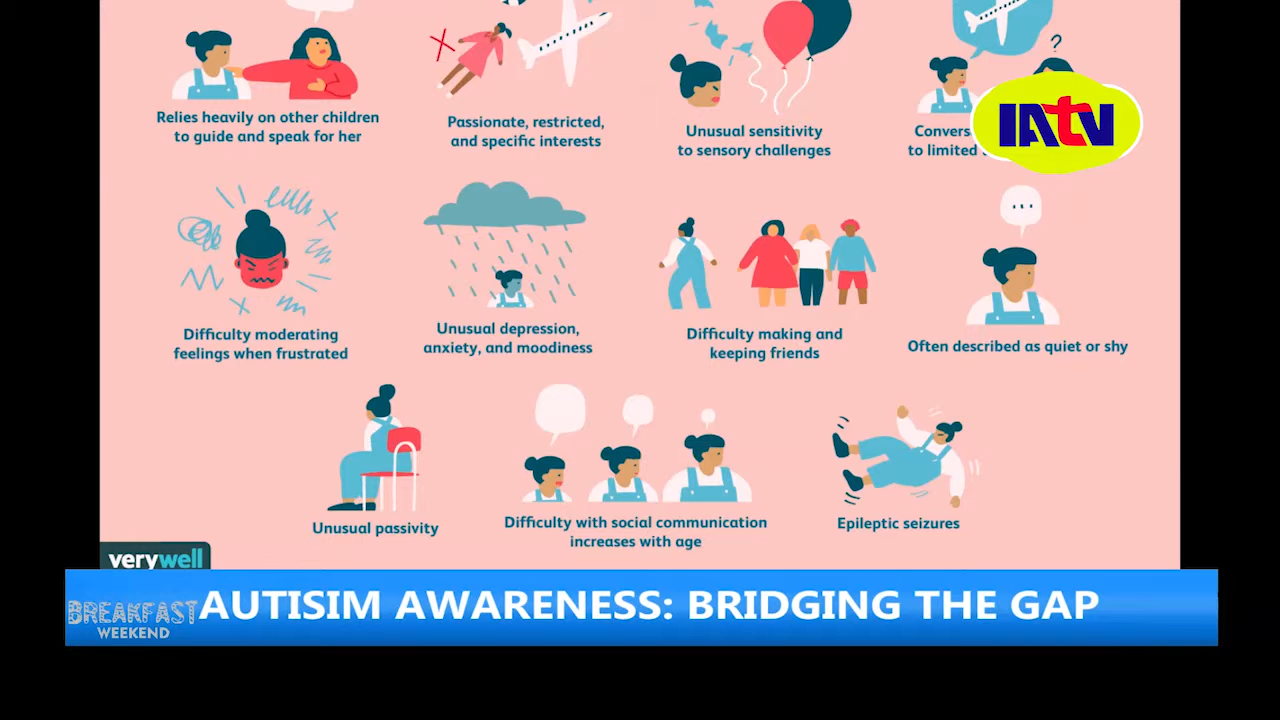 ?
IATV
Relies heavily on other children
to guide and speak for her
Passionate, restricted,
and specific interests
Unusual sensitivity
to sensory challenges
to limited
Difficulty moderating
feelings when frustrated
Unusual depression,
anxiety, and moodiness
Difficulty making and
keeping friends
...
Often described as quiet or shy
Unusual passivity
Difficulty with social communication
increases with age
Epileptic seizures
verywell
BREAKFAST
WEEKEND
AUTISIM AWARENESS: BRIDGING THE GAP